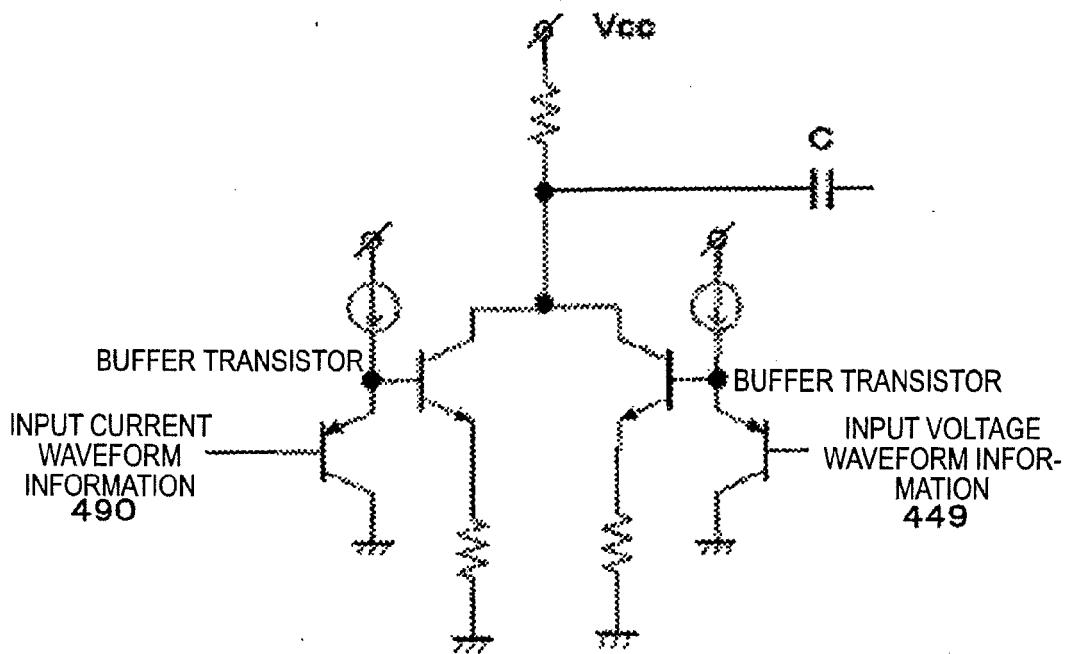 Vcc
C
BUFFER TRANSISTOR
BUFFER TRANSISTOR
INPUT CURRENT
WAVEFORM
INFORMATION
490
INPUT VOLTAGE
WAVEFORM INFOR-
MATION
449